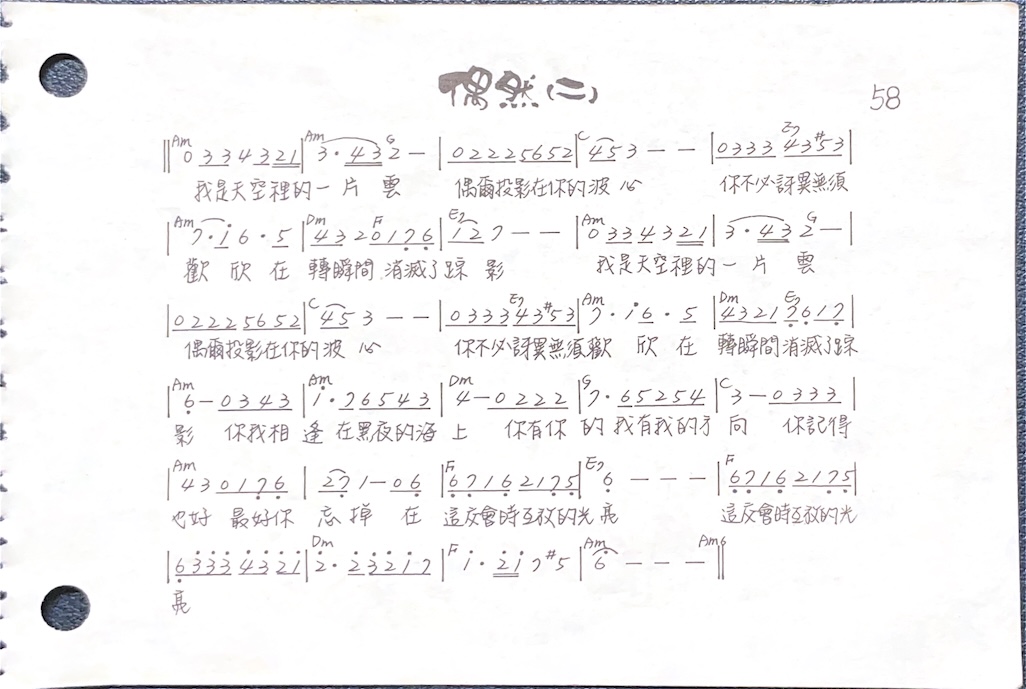 偶然(二)
58
Am Am G C E7
‖0 3 3 4 3 2 1|3 · 4 3 2 —|0 2 2 2 5 6 5 2|4 5 3 — —|0 3 3 3 4 3 #5 3|
我是天空裡的一片雲 偶爾投影在你的波心 你不必訝異無須
Am Dm F E7 Am G
|7 · i 6 · 5|4 3 2 0 1 7 6|1 2 7 — —|0 3 3 4 3 2 1|3 · 4 3 2 —|
歡欣在轉瞬間消滅了踪影 我是天空裡的一片雲
C E7 Am Dm E7
|0 2 2 2 5 6 5 2|4 5 3 — —|0 3 3 3 4 3 #5 3|7 · i 6 · 5|4 3 2 1 7 6 1 7|
偶爾投影在你的波心 你不必訝異無須歡欣在轉瞬間消滅了踪
Am Am Dm G C
|6 — 0 3 4 3|i · 7 6 5 4 3|4 — 0 2 2 2|7 · 6 5 2 5 4|3 — 0 3 3 3|
影 你我相逢在黑夜的海上 你有你的我有我的方向 你記得
Am F E7 F
|4 3 0 1 7 6|2 7 1 — 0 6|6 7 1 6 2 1 7 5|6 — — —|6 7 1 6 2 1 7 5|
也好 最好你忘掉 在這交會時互放的光亮 這交會時互放的光
Dm F Am Am6
|6 3 3 3 4 3 2 1|2 · 2 3 2 1 7|i · 2 i 7 #5|6 — — —‖
亮